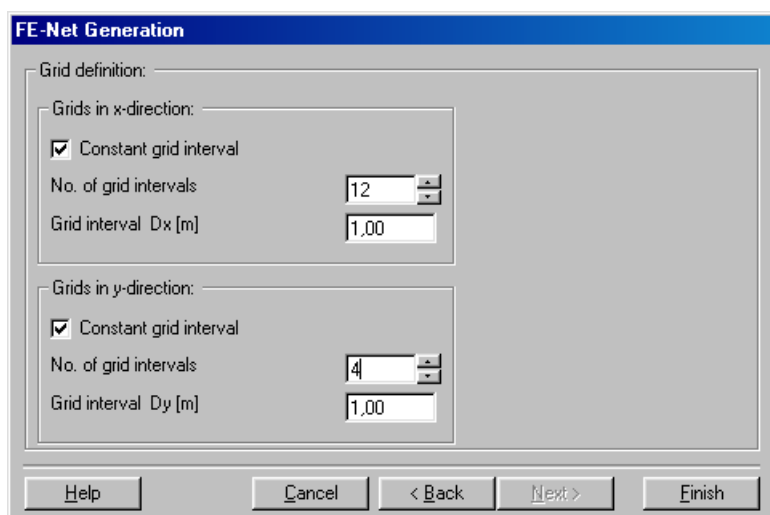 FE-Net Generation
Grid definition:
Grids in x-direction:
Constant grid interval
No. of grid intervals 12
Grid interval Dx [m] 1,00
Grids in y-direction:
Constant grid interval
No. of grid intervals 4
Grid interval Dy [m] 1,00
Help Cancel < Back Next > Finish